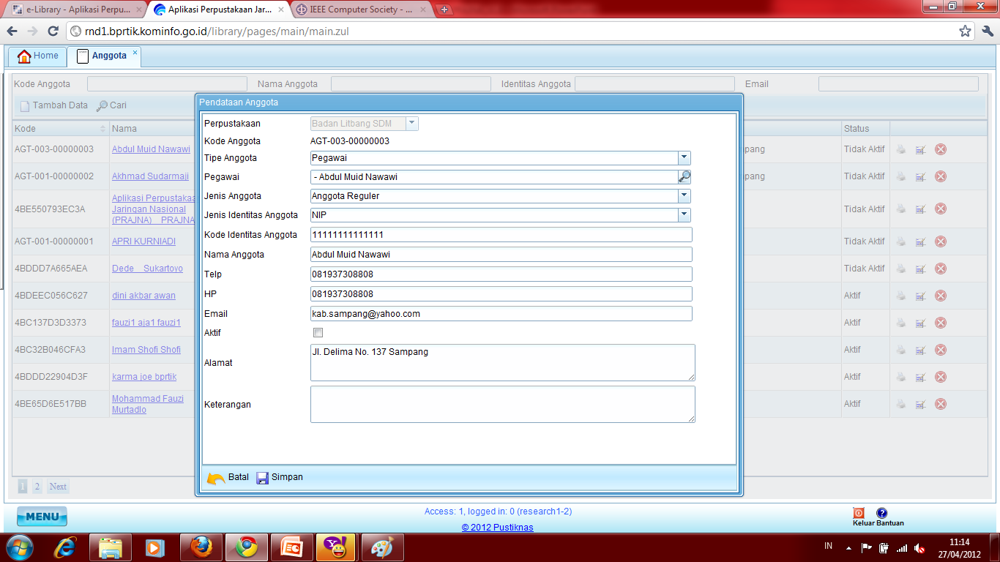 e-Library - Aplikasi Perpu...
Aplikasi Perpustakaan Jar...
IEEE Computer Society - ...
rnd1.bprtik.kominfo.go.id/library/pages/main/main.zul
Home
Anggota
Kode Anggota
Nama Anggota
Identitas Anggota
Email
Tambah Data
Cari
Kode
Nama
Status
AGT-003-00000003
Abdul Muid Nawawi
pang
Tidak Aktif
AGT-001-00000002
Akhmad Sudarmaji
pang
Tidak Aktif
4BE550793EC3A
Aplikasi Perpustakaa
Jaringan Nasional
(PRAJNA) PRAJNA
Tidak Aktif
AGT-001-00000001
APRI KURNIADI
Tidak Aktif
4BDDD7A665AEA
Dede Sukartoyo
Tidak Aktif
4BDEEC056C627
dini akbar awan
Aktif
4BC137D3D3373
fauzi1 aja1 fauzi1
Aktif
4BC32B046CFA3
Imam Shofi Shofi
Aktif
4BDDD22904D3F
karma joe bprtik
Aktif
4BE65D6E517BB
Mohammad Fauzi
Murtadlo
Aktif
Pendataan Anggota
Perpustakaan
Badan Litbang SDM
Kode Anggota
AGT-003-00000003
Tipe Anggota
Pegawai
Pegawai
- Abdul Muid Nawawi
Jenis Anggota
Anggota Reguler
Jenis Identitas Anggota
NIP
Kode Identitas Anggota
11111111111111
Nama Anggota
Abdul Muid Nawawi
Telp
081937308808
HP
081937308808
Email
kab.sampang@yahoo.com
Aktif
Alamat
Jl. Delima No. 137 Sampang
Keterangan
Batal
Simpan
1 2 Next
MENU
Access: 1, logged in: 0 (research1-2)
© 2012 Pustiknas
Keluar Bantuan
IN
11:14
27/04/2012